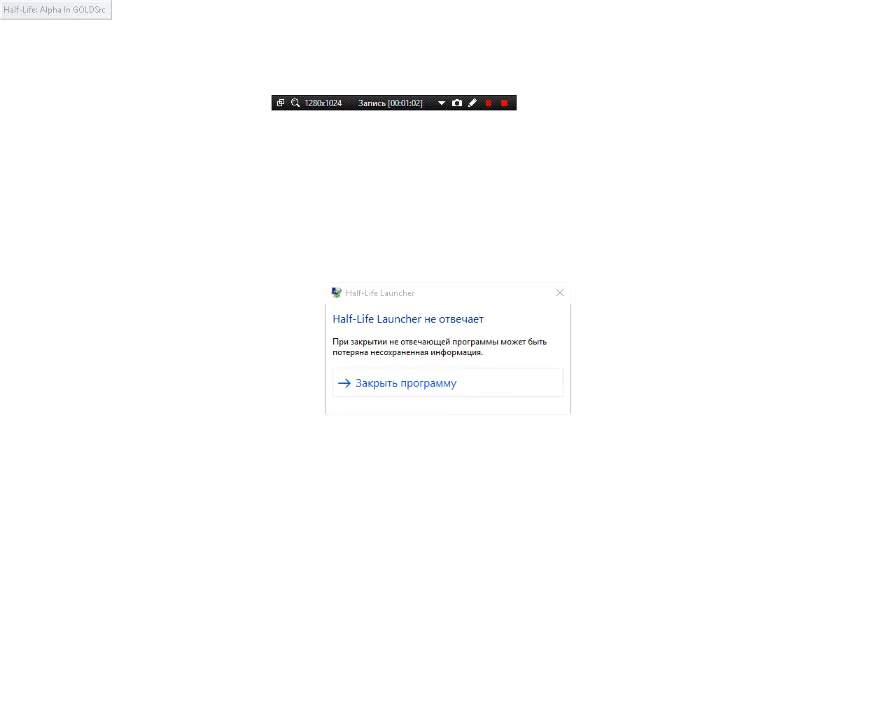 Half-Life: Alpha In GOLDSrc
1280x1024 Запись [00:01:02]
Half-Life Launcher
Half-Life Launcher не отвечает
При закрытии не отвечающей программы может быть
потеряна несохраненная информация.
Закрыть программу